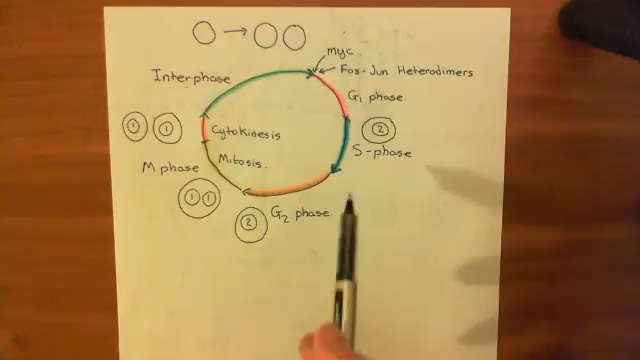 myc
Fos-Jun Heterodimers
Interphase
G1 phase.
1 1
Cytokinesis
2
S-phase
Mitosis.
M phase
1 1
2
G2 phase